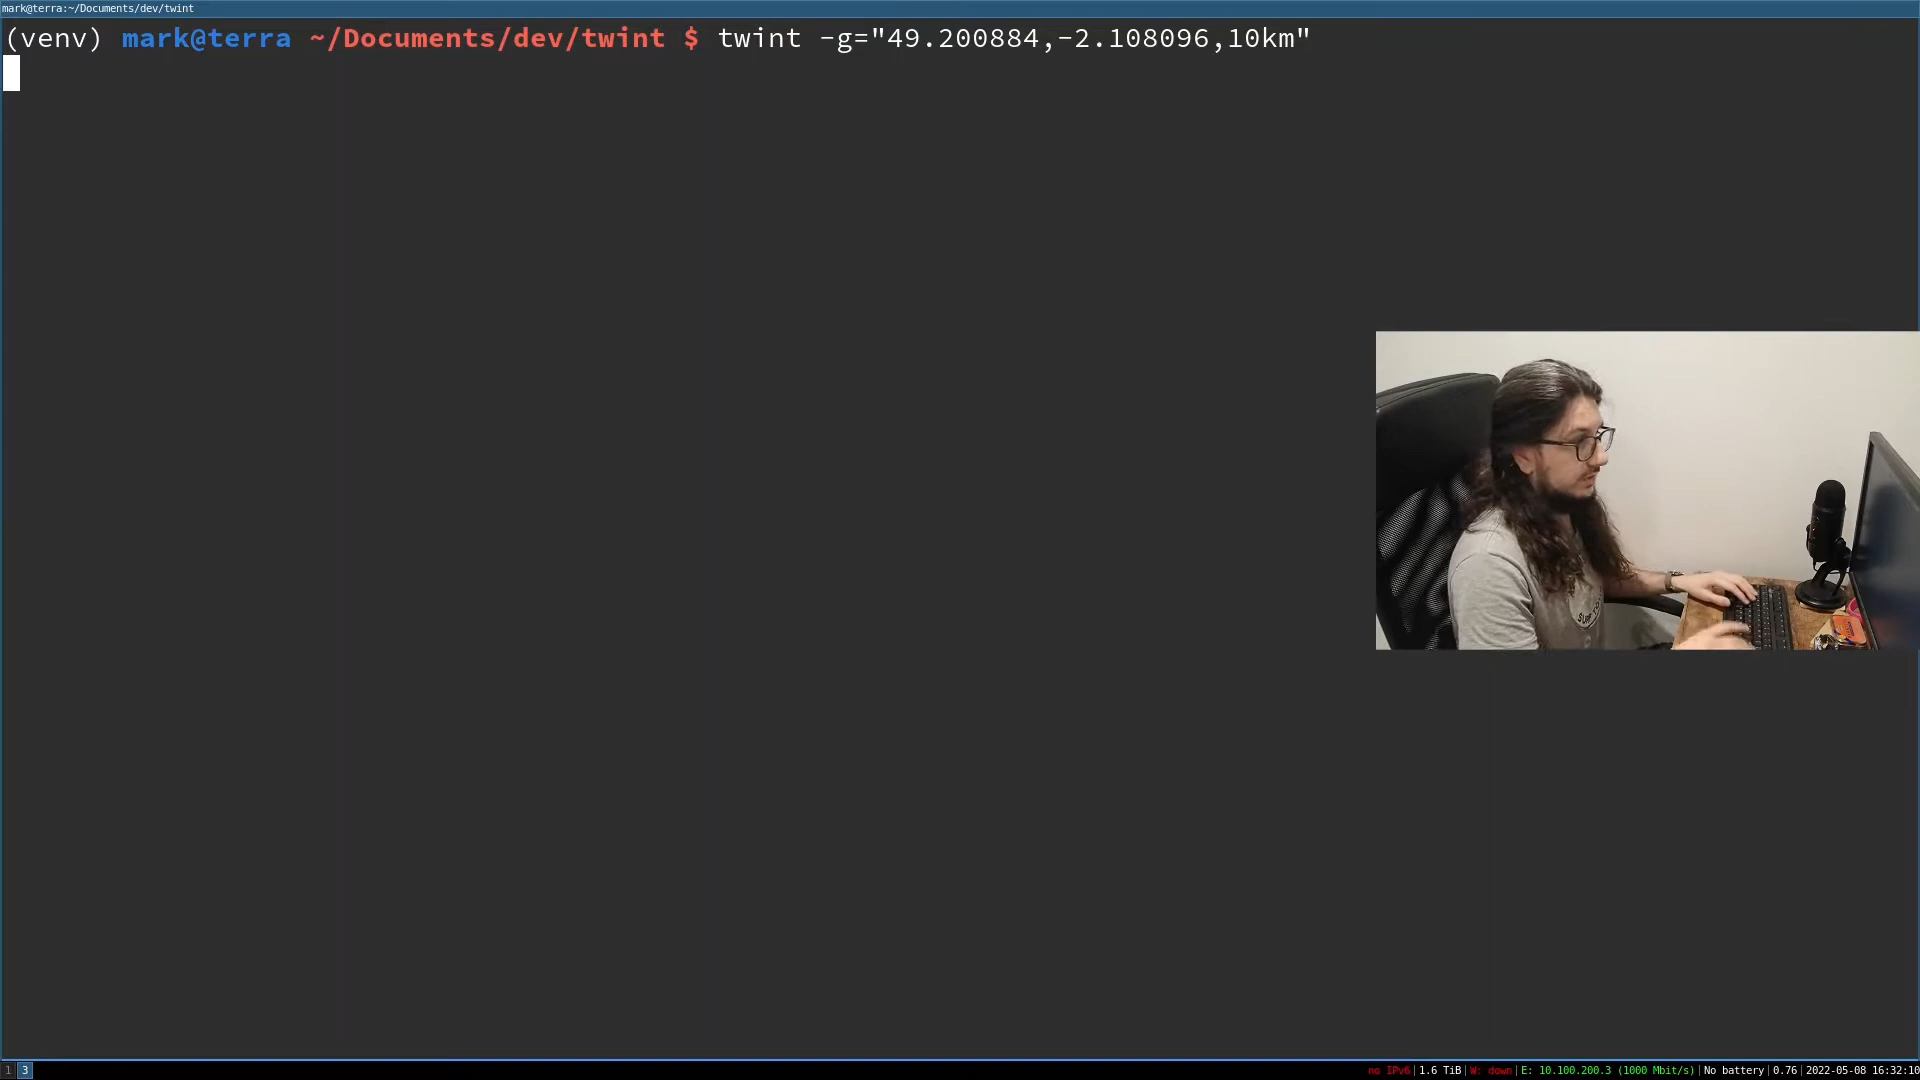 mark@terra:~/Documents/dev/twint
(venv) mark@terra ~/Documents/dev/twint $ twint -g="49.200884,-2.108096,10km"
1 3 no IPv6|1.6 TiB|W: down|E: 10.100.200.3 (1000 Mbit/s)|No battery|0.76|2022-05-08 16:32:10